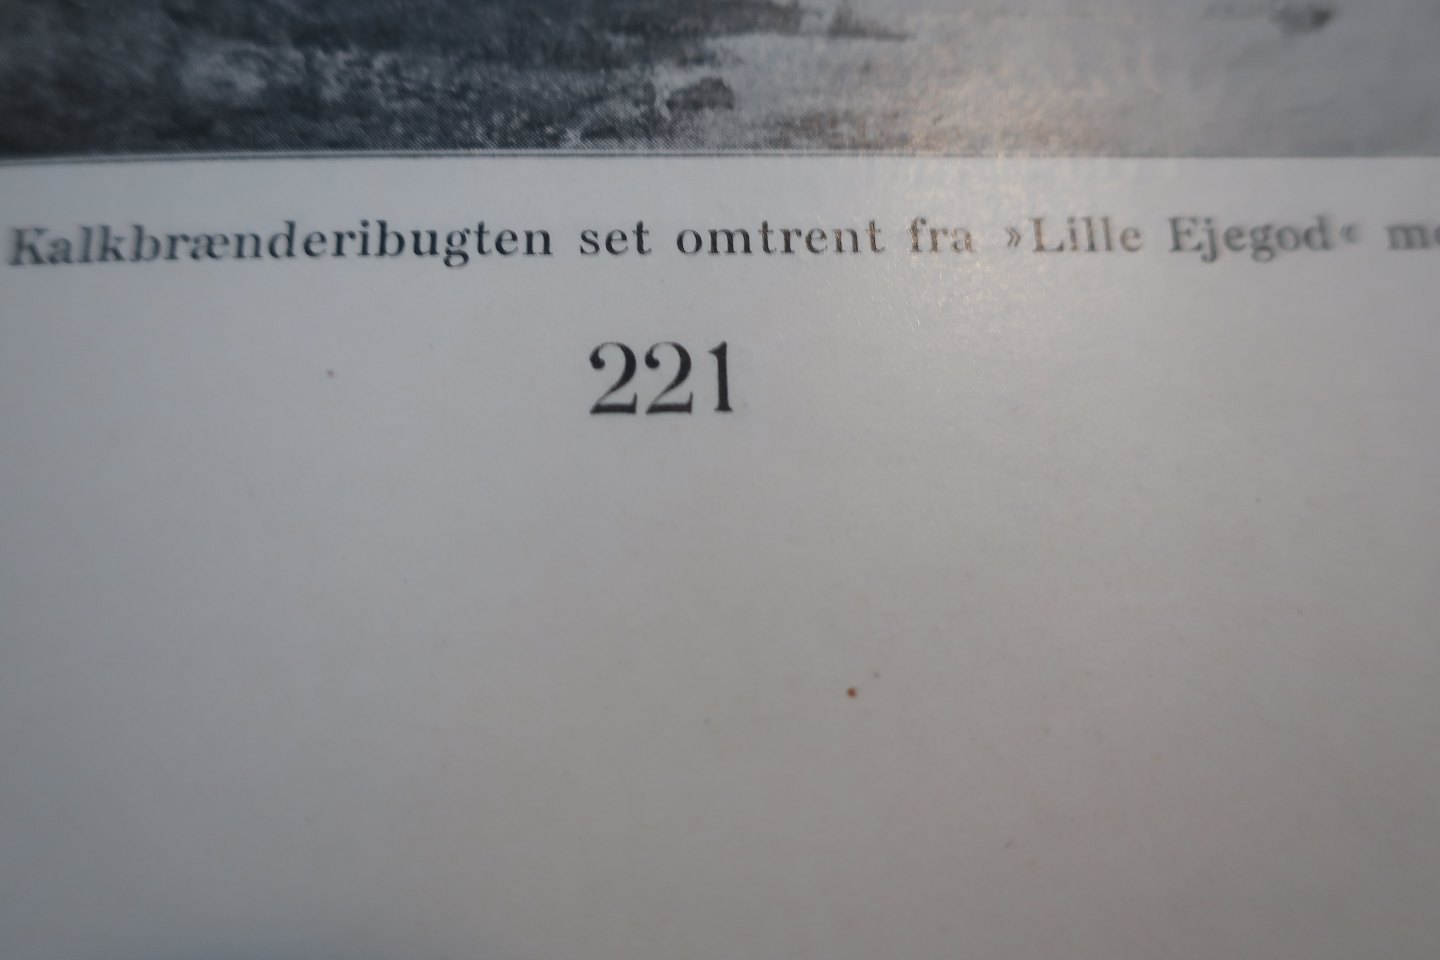 Kalkbrænderibugten set omtrent fra »Lille Ejegod«
221